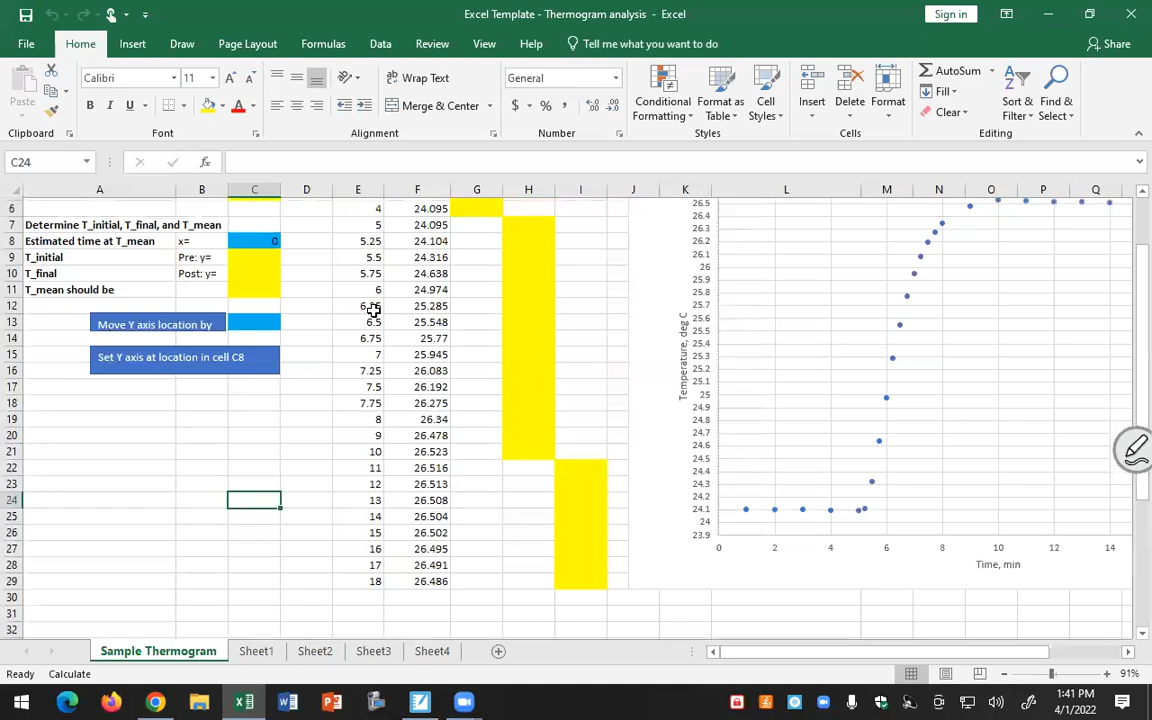 Excel Template - Thermogram analysis - Excel
Sign in
File Home Insert Draw Page Layout Formulas Data Review View Help Tell me what you want to do Share
Paste
Calibri 11 A A
B I U A
Wrap Text
Merge & Center
General
$ % ,
Conditional Formatting
Format as Table
Cell Styles
Insert Delete Format
AutoSum
Fill
Clear
Sort & Filter
Find & Select
Clipboard Font Alignment Number Styles Cells Editing
C24 fx
A B C D E F G H I J K L M N O P Q
6 4 24.095
7 Determine T_initial, T_final, and T_mean 5 24.095
8 Estimated time at T_mean x= 0 5.25 24.104
9 T_initial Pre: y= 5.5 24.316
10 T_final Post: y= 5.75 24.638
11 T_mean should be 6 24.974
12 25.285
13 Move Y axis location by 6.5 25.548
14 6.75 25.77
15 Set Y axis at location in cell C8 7 25.945
16 7.25 26.083
17 7.5 26.192
18 7.75 26.275
19 8 26.34
20 9 26.478
21 10 26.523
22 11 26.516
23 12 26.513
24 13 26.508
25 14 26.504
26 15 26.502
27 16 26.495
28 17 26.491
29 18 26.486
30
31
32
Temperature, deg C
26.5
26.4
26.3
26.2
26.1
26
25.9
25.8
25.7
25.6
25.5
25.4
25.3
25.2
25.1
25
24.9
24.8
24.7
24.6
24.5
24.4
24.3
24.2
24.1
24
23.9
0 2 4 6 8 10 12 14
Time, min
Sample Thermogram Sheet1 Sheet2 Sheet3 Sheet4
Ready Calculate 91%
1:41 PM
4/1/2022